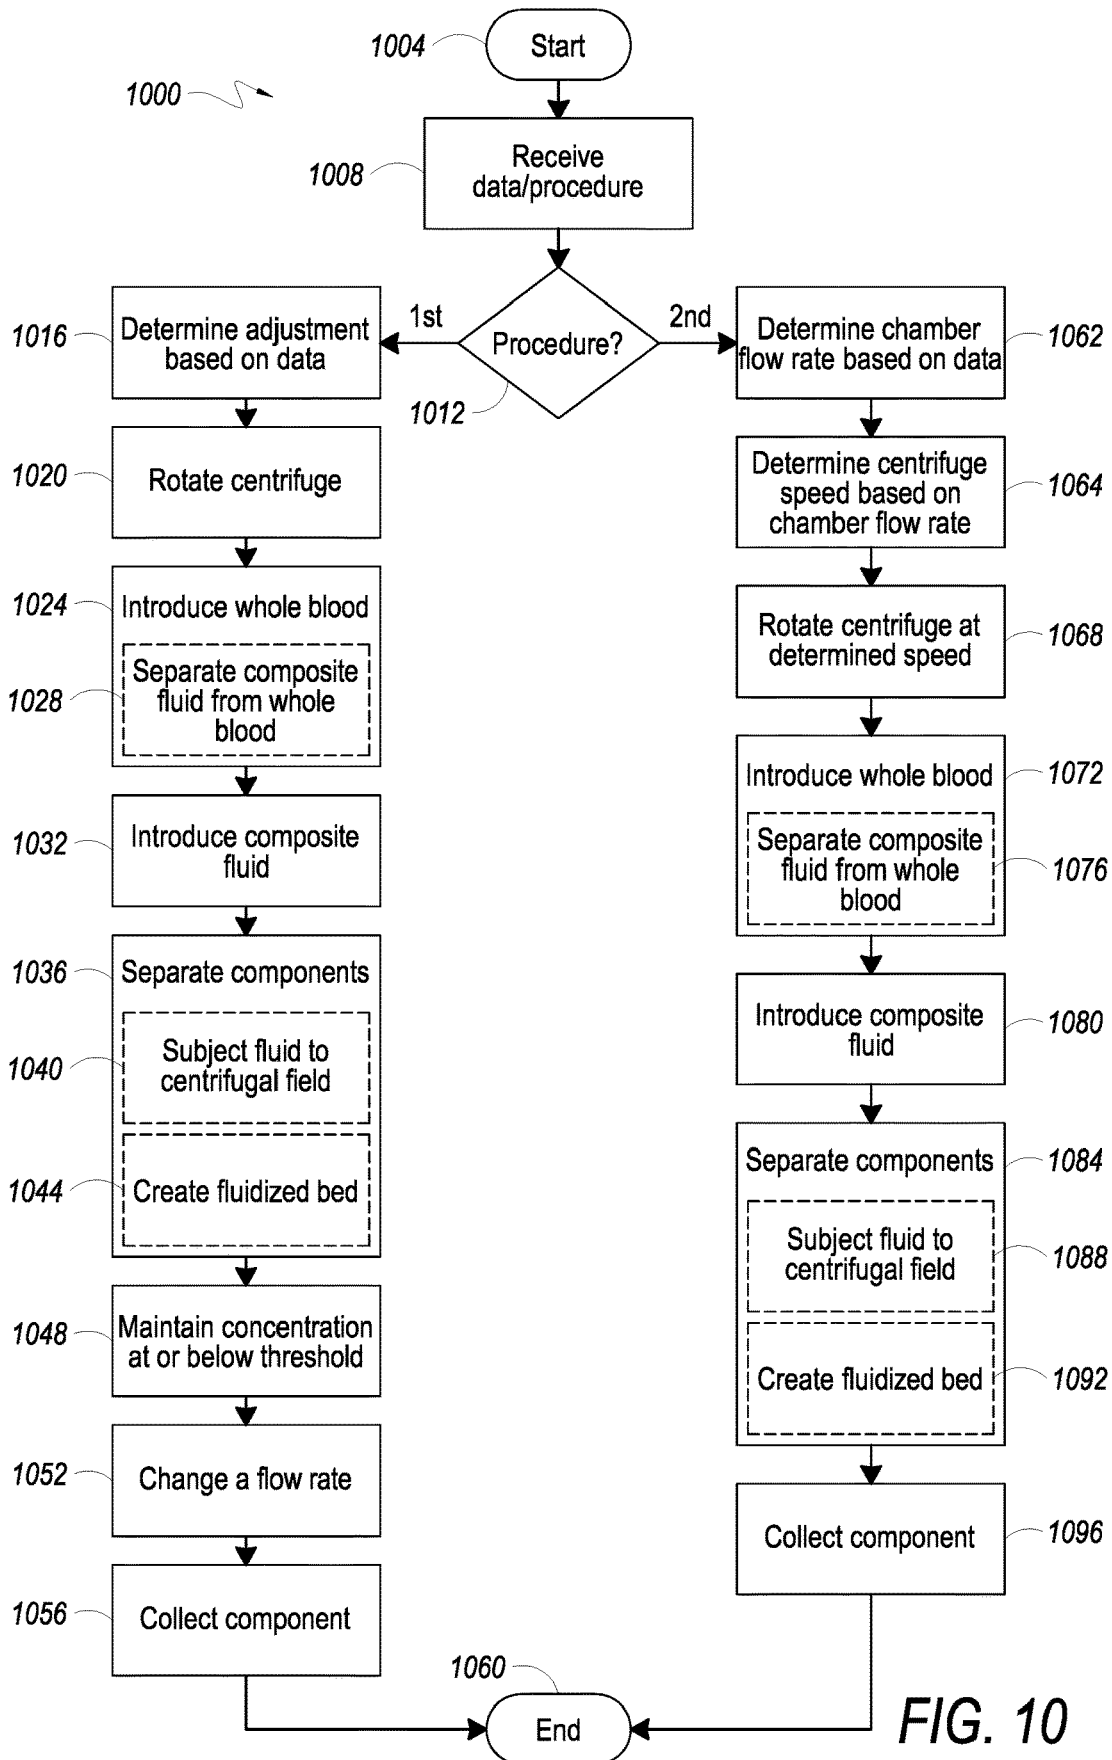 1004
Start
1000
1008
Receive
data/procedure
1012
Procedure?
1st
2nd
1016
Determine adjustment
based on data
1020
Rotate centrifuge
1024
Introduce whole blood
1028
Separate composite
fluid from whole
blood
1032
Introduce composite
fluid
1036
Separate components
1040
Subject fluid to
centrifugal field
1044
Create fluidized bed
1048
Maintain concentration
at or below threshold
1052
Change a flow rate
1056
Collect component
Determine chamber
flow rate based on data
1062
Determine centrifuge
speed based on
chamber flow rate
1064
Rotate centrifuge at
determined speed
1068
Introduce whole blood
1072
Separate composite
fluid from whole
blood
1076
Introduce composite
fluid
1080
Separate components
1084
Subject fluid to
centrifugal field
1088
Create fluidized bed
1092
Collect component
1096
1060
End
FIG. 10